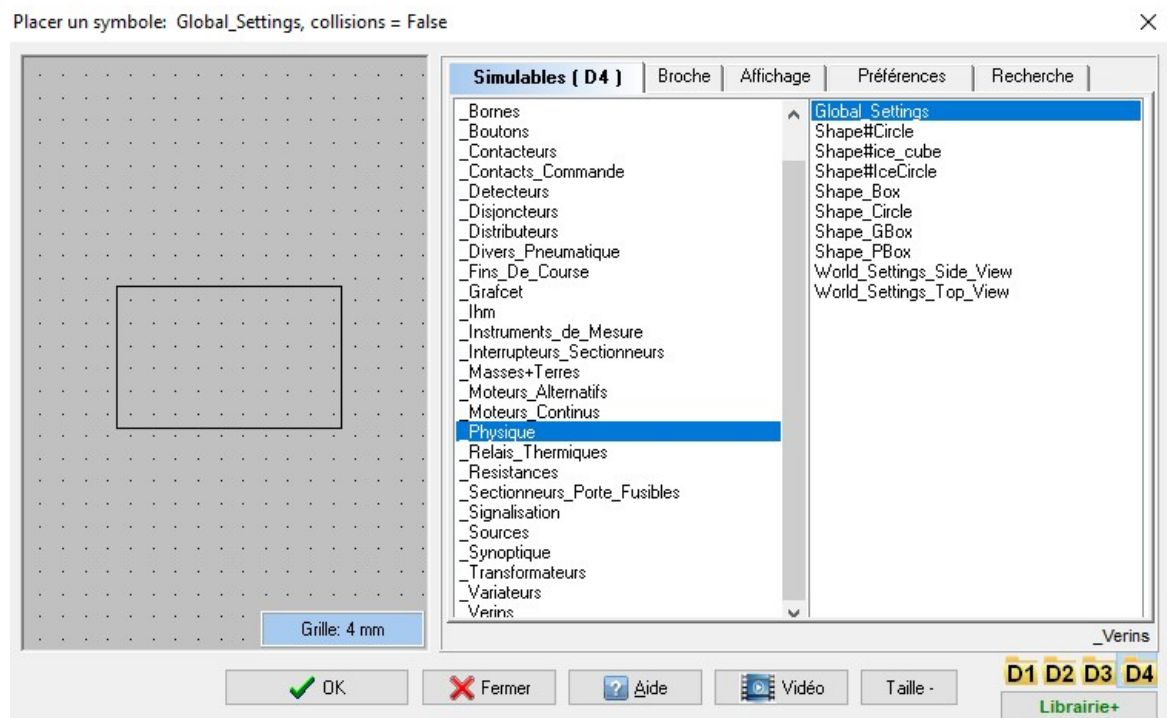 Placer un symbole: Global_Settings, collisions = False
Simulables ( D4 )
Broche
Affichage
Préférences
Recherche
_Bornes
_Boutons
_Contacteurs
_Contacts_Commande
_Detecteurs
_Disjoncteurs
_Distributeurs
_Divers_Pneumatique
_Fins_De_Course
_Grafcet
_Ihm
_Instruments_de_Mesure
_Interrupteurs_Sectionneurs
_Masses+Terres
_Moteurs_Alternatifs
_Moteurs_Continus
_Physique
_Relais_Thermiques
_Resistances
_Sectionneurs_Porte_Fusibles
_Signalisation
_Sources
_Synoptique
_Transformateurs
_Variateurs
_Verins
Global_Settings
Shape#Circle
Shape#ice_cube
Shape#IceCircle
Shape_Box
Shape_Circle
Shape_GBox
Shape_PBox
World_Settings_Side_View
World_Settings_Top_View
Grille: 4 mm
_Verins
OK
Fermer
Aide
Vidéo
Taille -
D1 D2 D3 D4
Librairie+